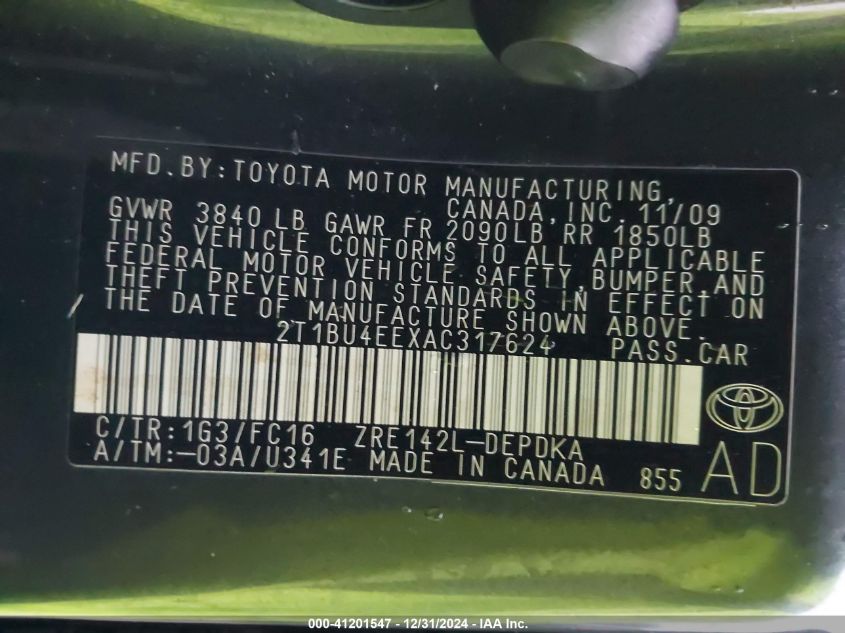 MFD.BY:TOYOTA MOTOR MANUFACTURING,
CANADA,INC. 11/09
GVWR 3840 LB GAWR FR 2090LB RR 1850LB
THIS VEHICLE CONFORMS TO ALL APPLICABLE
FEDERAL MOTOR VEHICLE SAFETY,BUMPER,AND
THEFT PREVENTION STANDARDS IN EFFECT ON
THE DATE OF MANUFACTURE SHOWN ABOVE.
2T1BU4EEXAC317624 PASS.CAR
C/TR:1G3/FC16 ZRE142L-DEPDKA
A/TM:-03A/U341E MADE IN CANADA 855 AD
000-41201547 - 12/31/2024 - IAA Inc.